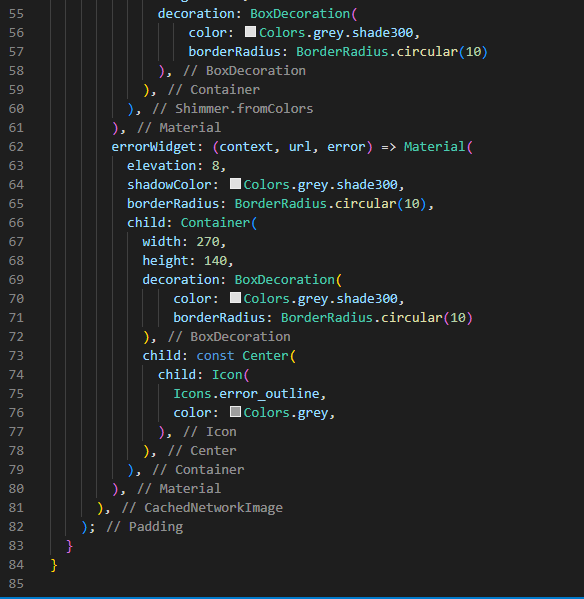 55 decoration: BoxDecoration(
56 color: Colors.grey.shade300,
57 borderRadius: BorderRadius.circular(10)
58 ), // BoxDecoration
59 ), // Container
60 ), // Shimmer.fromColors
61 ), // Material
62 errorWidget: (context, url, error) => Material(
63 elevation: 8,
64 shadowColor: Colors.grey.shade300,
65 borderRadius: BorderRadius.circular(10),
66 child: Container(
67 width: 270,
68 height: 140,
69 decoration: BoxDecoration(
70 color: Colors.grey.shade300,
71 borderRadius: BorderRadius.circular(10)
72 ), // BoxDecoration
73 child: const Center(
74 child: Icon(
75 Icons.error_outline,
76 color: Colors.grey,
77 ), // Icon
78 ), // Center
79 ), // Container
80 ), // Material
81 ), // CachedNetworkImage
82 ); // Padding
83 }
84 }
85